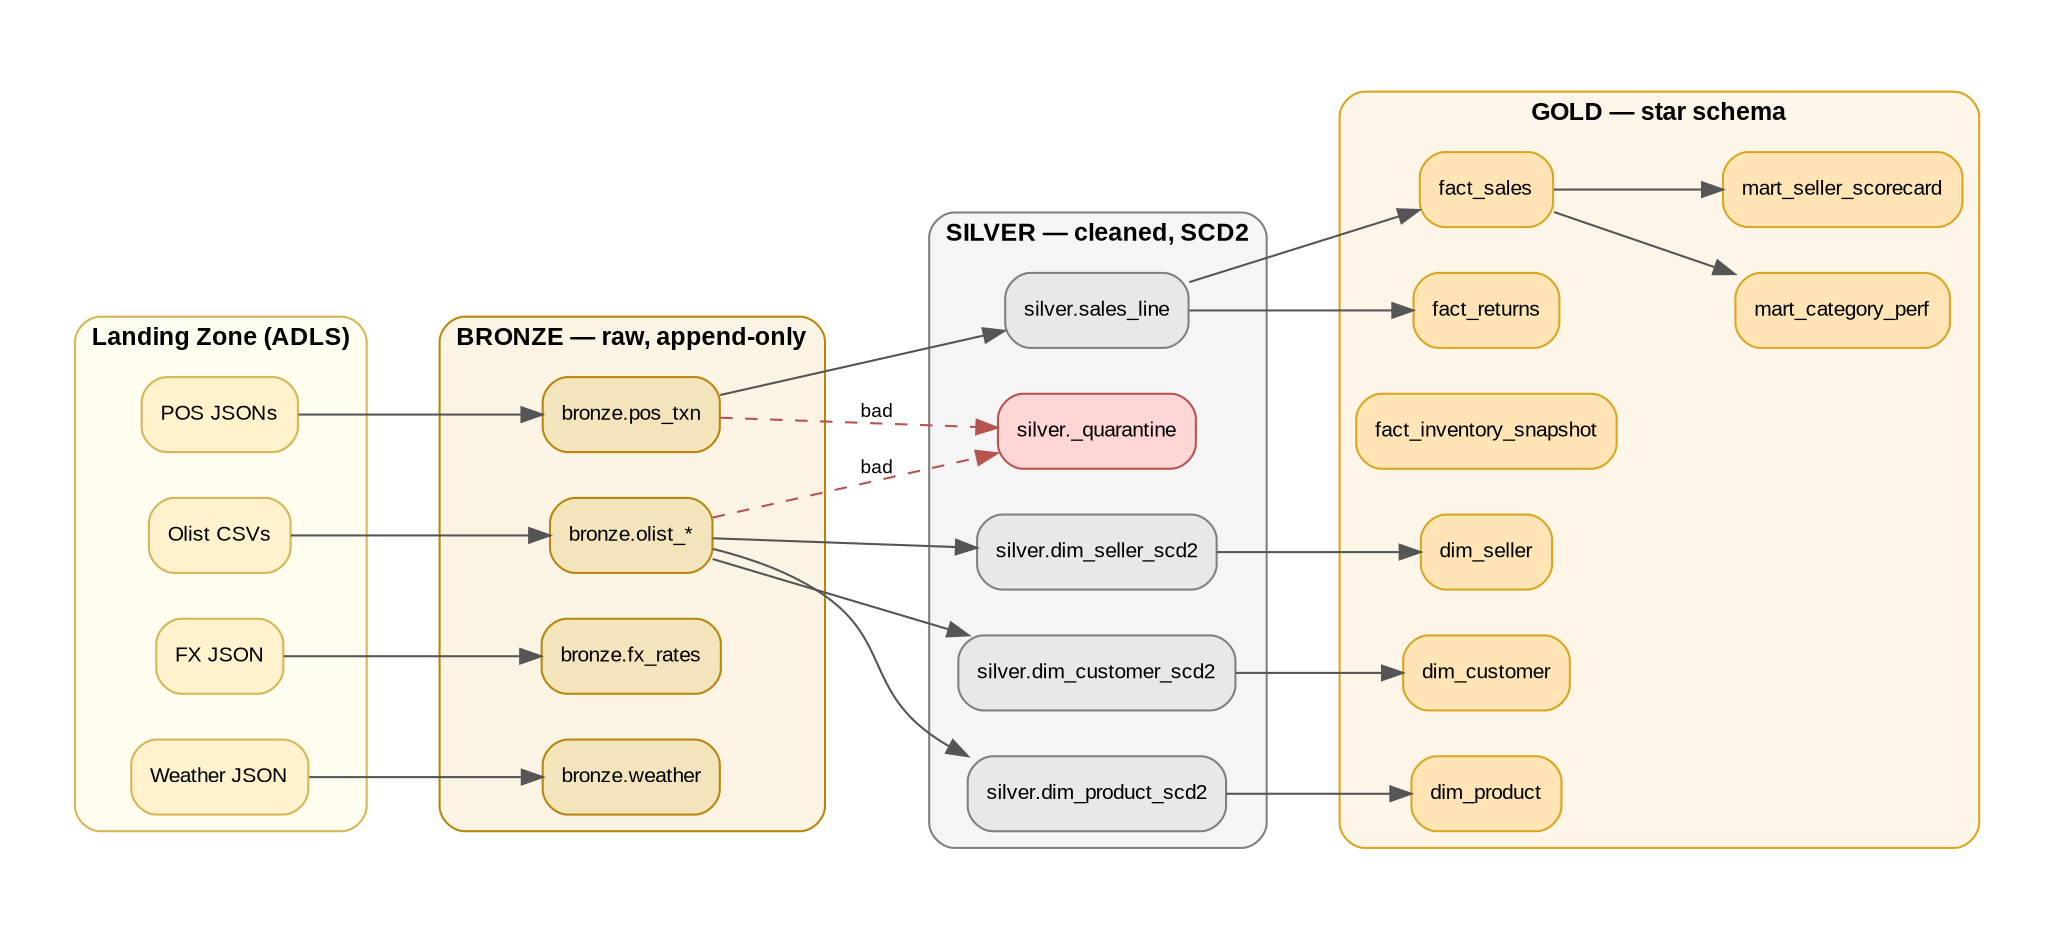 Landing Zone (ADLS)
POS JSONs
Olist CSVs
FX JSON
Weather JSON
BRONZE — raw, append-only
bronze.pos_txn
bronze.olist_*
bronze.fx_rates
bronze.weather
bad
bad
SILVER — cleaned, SCD2
silver.sales_line
silver._quarantine
silver.dim_seller_scd2
silver.dim_customer_scd2
silver.dim_product_scd2
GOLD — star schema
fact_sales
fact_returns
fact_inventory_snapshot
dim_seller
dim_customer
dim_product
mart_seller_scorecard
mart_category_perf